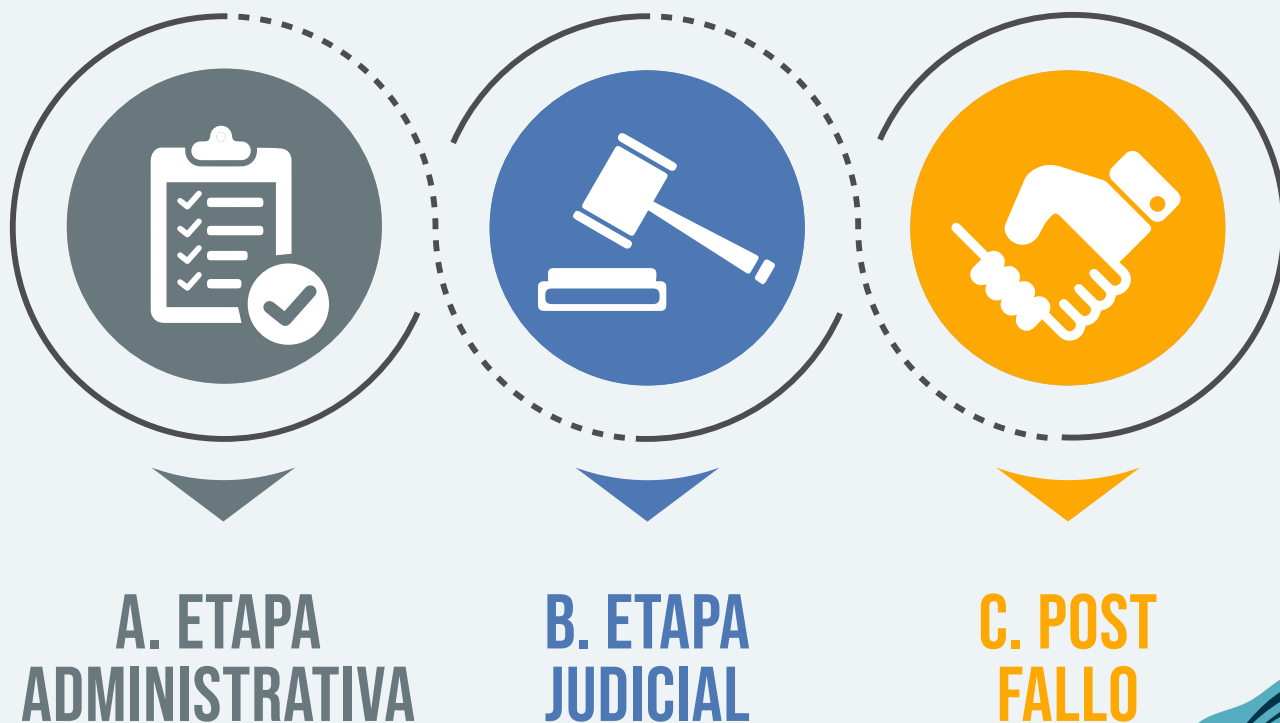 A. ETAPA
ADMINISTRATIVA
B. ETAPA
JUDICIAL
C. POST
FALLO